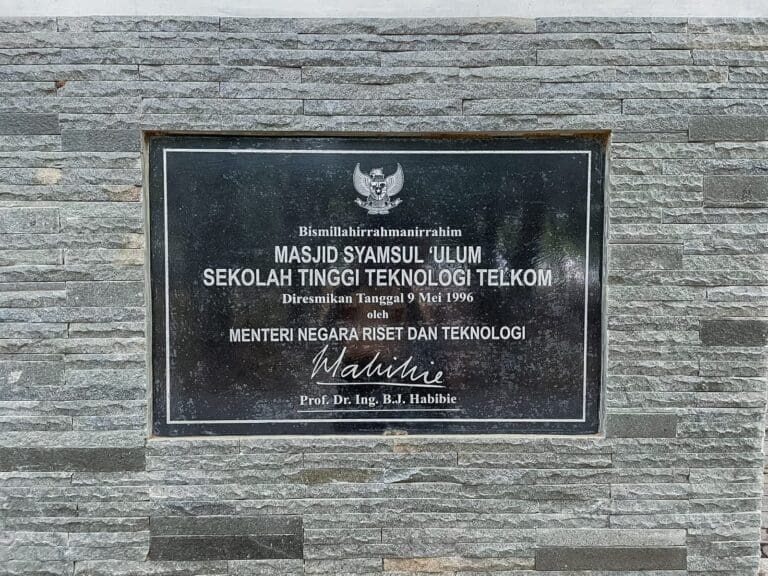 Bismillahirrahmanirrahim
MASJID SYAMSUL 'ULUM
SEKOLAH TINGGI TEKNOLOGI TELKOM
Diresmikan Tanggal 9 Mei 1996
oleh
MENTERI NEGARA RISET DAN TEKNOLOGI
Habibie
Prof. Dr. Ing. B.J. Habibie